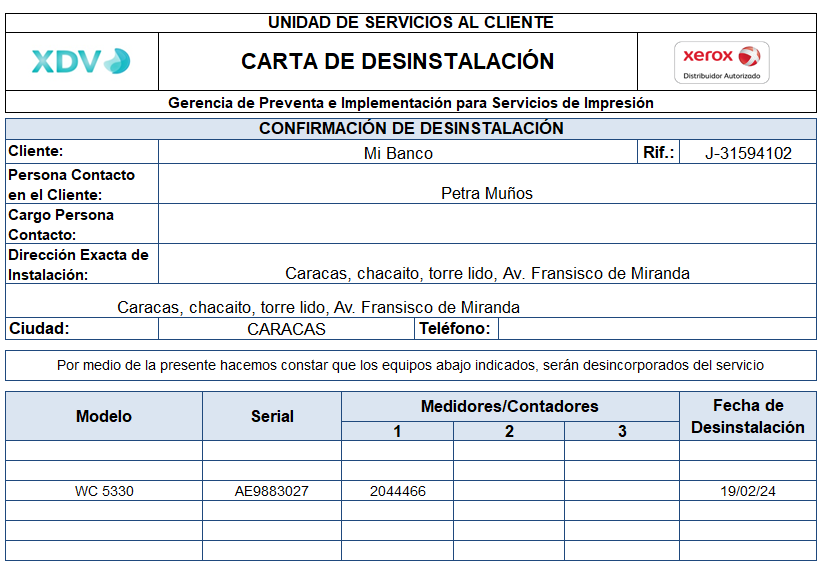 UNIDAD DE SERVICIOS AL CLIENTE
XDV
CARTA DE DESINSTALACIÓN
xerox
Distribuidor Autorizado
Gerencia de Preventa e Implementación para Servicios de Impresión
CONFIRMACIÓN DE DESINSTALACIÓN
Cliente: Mi Banco Rif.: J-31594102
Persona Contacto
en el Cliente: Petra Muños
Cargo Persona
Contacto:
Dirección Exacta de
Instalación: Caracas, chacaito, torre lido, Av. Fransisco de Miranda
Caracas, chacaito, torre lido, Av. Fransisco de Miranda
Ciudad: CARACAS Teléfono:
Por medio de la presente hacemos constar que los equipos abajo indicados, serán desincorporados del servicio
Modelo Serial Medidores/Contadores Fecha de
Desinstalación
1 2 3
WC 5330 AE9883027 2044466 19/02/24